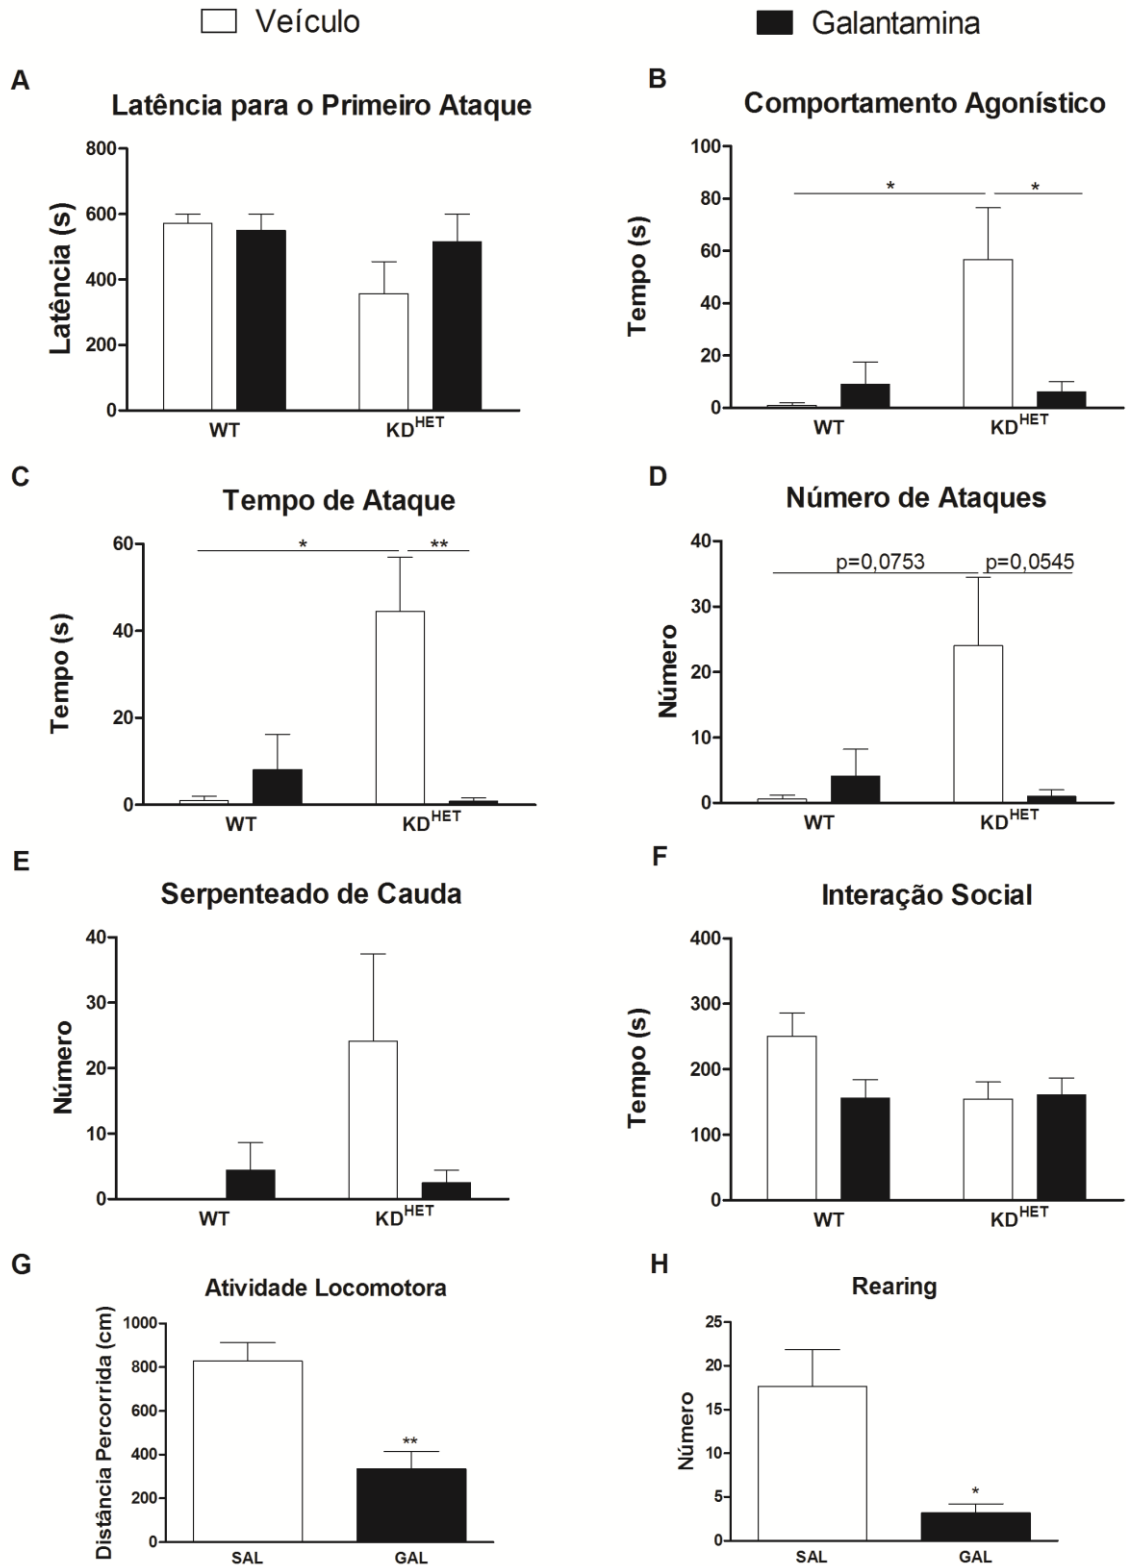 Veículo
Galantamina
A
Latência para o Primeiro Ataque
Latência (s)
800
600
400
200
0
WT
KD^HET
B
Comportamento Agonístico
Tempo (s)
100
80
60
40
20
0
*
*
WT
KD^HET
C
Tempo de Ataque
Tempo (s)
60
40
20
0
*
**
WT
KD^HET
D
Número de Ataques
Número
40
30
20
10
0
p=0,0753
p=0,0545
WT
KD^HET
E
Serpenteado de Cauda
Número
40
30
20
10
0
WT
KD^HET
F
Interação Social
Tempo (s)
400
300
200
100
0
WT
KD^HET
G
Atividade Locomotora
Distância Percorrida (cm)
1000
800
600
400
200
0
**
SAL
GAL
H
Rearing
Número
25
20
15
10
5
0
*
SAL
GAL